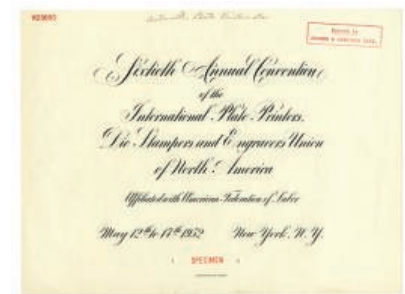 Sixtieth Annual Convention
of the
International Plate Printers,
Die Stampers and Engravers Union
of North America
Affiliated with American Federation of Labor
May 12th to 17th 1952 New York, N. Y.
SPECIMEN